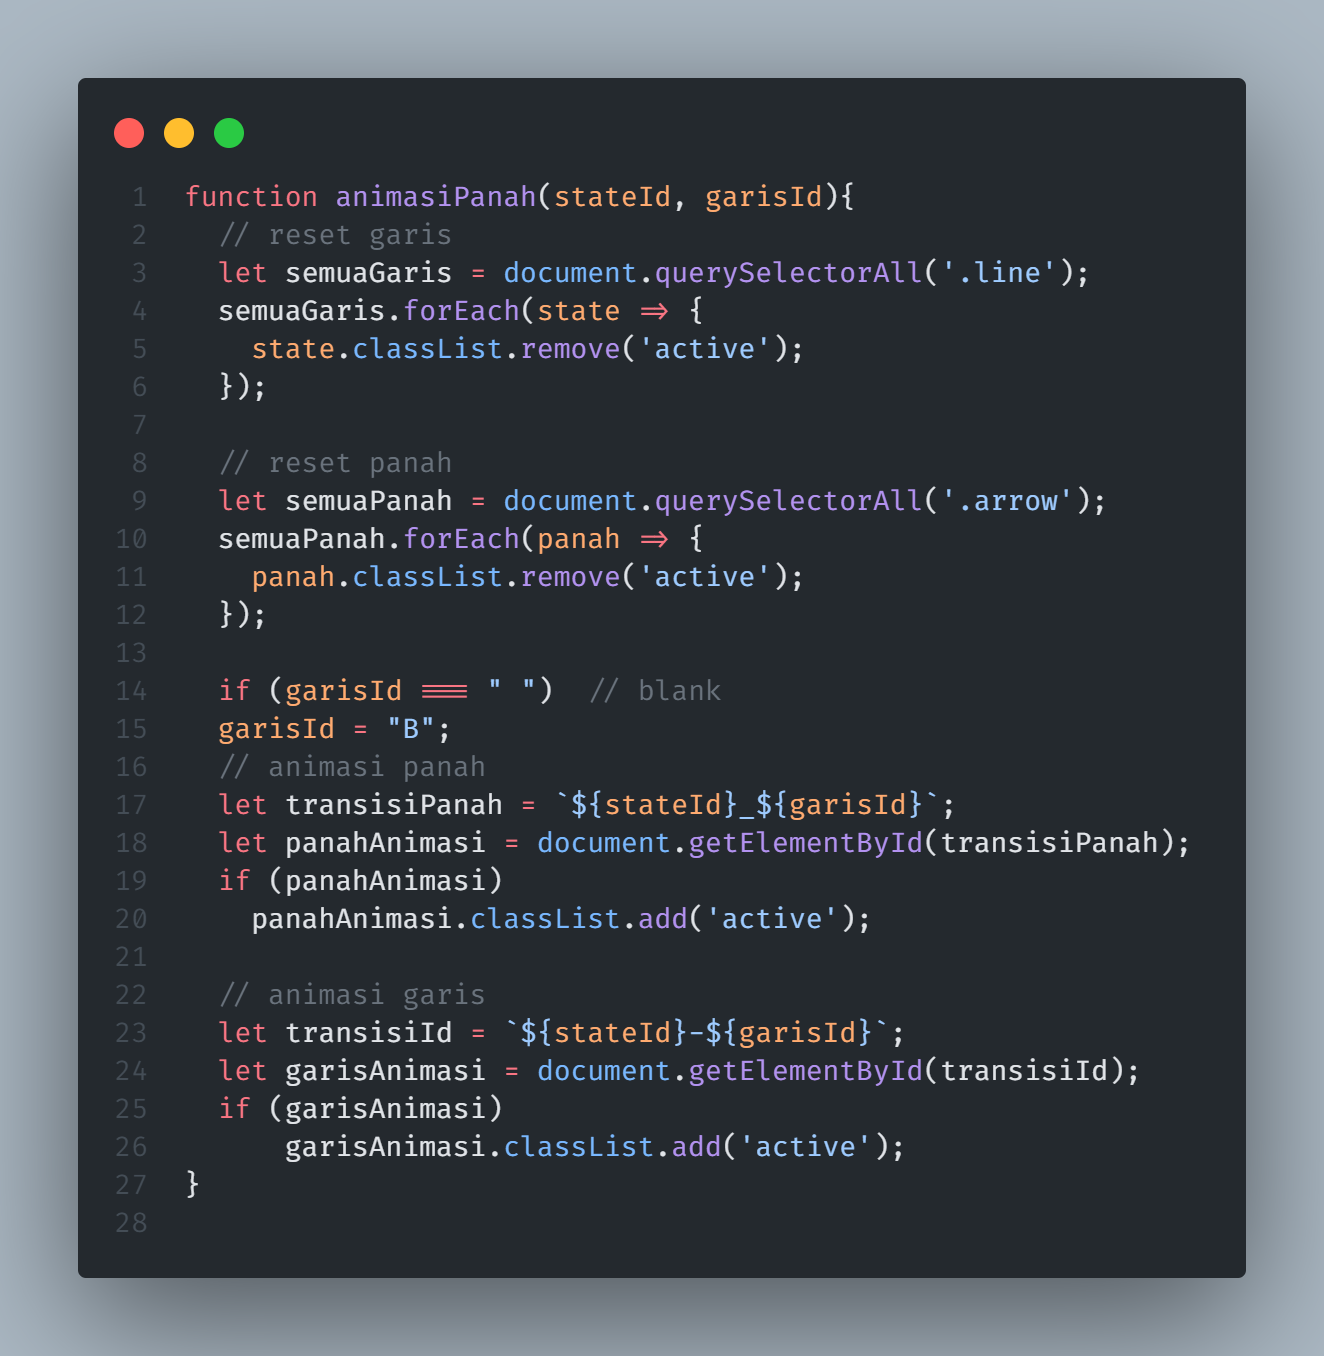 1 function animasiPanah(stateId, garisId){
2   // reset garis
3   let semuaGaris = document.querySelectorAll('.line');
4   semuaGaris.forEach(state => {
5     state.classList.remove('active');
6   });
7
8   // reset panah
9   let semuaPanah = document.querySelectorAll('.arrow');
10   semuaPanah.forEach(panah => {
11     panah.classList.remove('active');
12   });
13
14   if (garisId === " ")  // blank
15   garisId = "B";
16   // animasi panah
17   let transisiPanah = `${stateId}_${garisId}`;
18   let panahAnimasi = document.getElementById(transisiPanah);
19   if (panahAnimasi)
20     panahAnimasi.classList.add('active');
21
22   // animasi garis
23   let transisiId = `${stateId}-${garisId}`;
24   let garisAnimasi = document.getElementById(transisiId);
25   if (garisAnimasi)
26       garisAnimasi.classList.add('active');
27 }
28